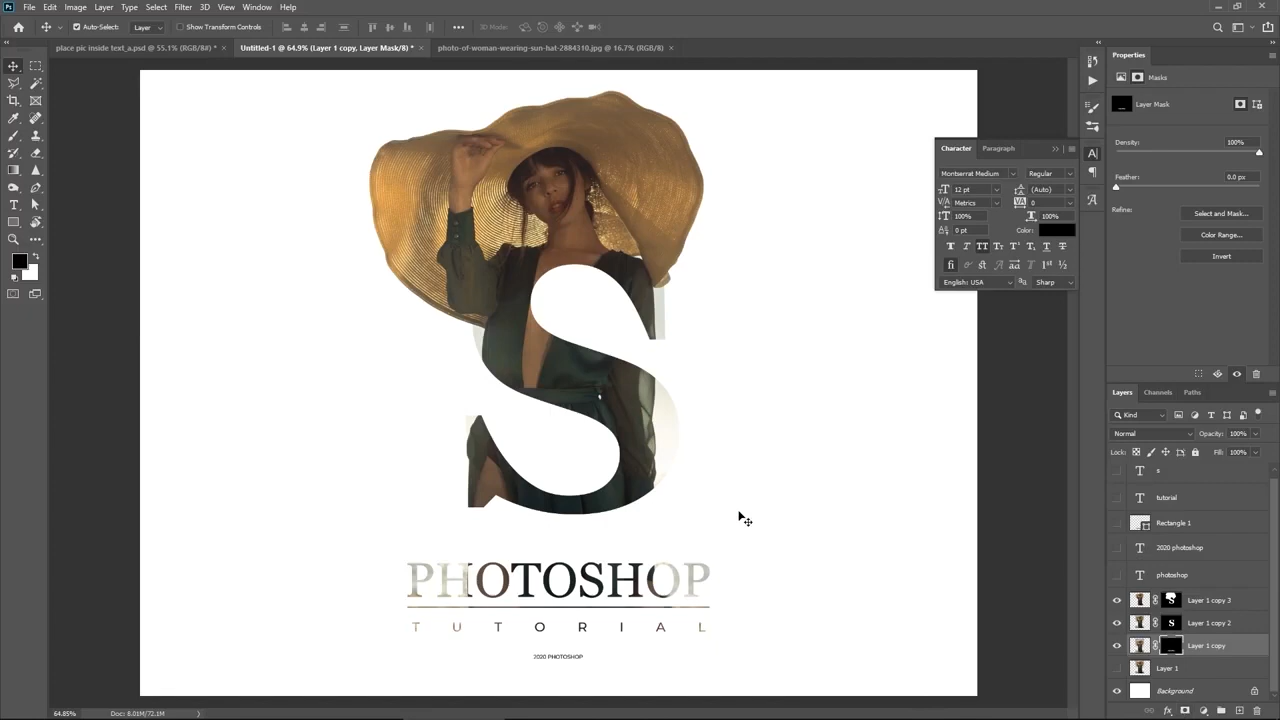 File Edit Image Layer Type Select Filter 3D View Window Help
Auto-Select: Layer Show Transform Controls 3D Mode:
place pic inside text_a.psd @ 55.1% (RGB/8#) * × Untitled-1 @ 64.9% (Layer 1 copy, Layer Mask/8) * × photo-of-woman-wearing-sun-hat-2884310.jpg @ 16.7% (RGB/8) ×
Properties
Masks
Layer Mask
Density: 100%
Feather: 0.0 px
Refine: Select and Mask...
Color Range...
Invert
Character Paragraph
Montserrat Medium Regular
12 pt (Auto)
Metrics 0
100% 100%
0 pt Color:
English: USA Sharp
S
PHOTOSHOP
TUTORIAL
2020 PHOTOSHOP
Layers Channels Paths
Kind
Normal Opacity: 100%
Lock: Fill: 100%
s
tutorial
Rectangle 1
2020 photoshop
photoshop
Layer 1 copy 3
Layer 1 copy 2
Layer 1 copy
Layer 1
Background
64.85% Doc: 8.01M/72.1M